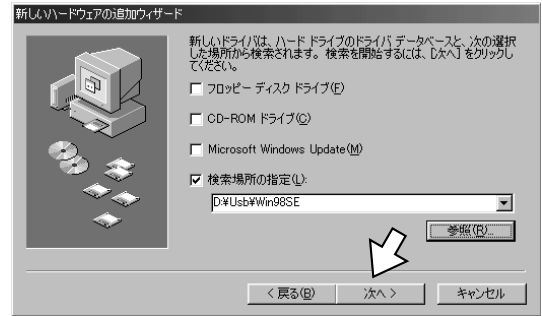 新しいハードウェアの追加ウィザード
新しいドライバは、ハード ドライブのドライバ データベースと、次の選択
した場所から検索されます。 検索を開始するには、[次へ] をクリックし
てください。
フロッピー ディスク ドライブ(F)
CD-ROM ドライブ(C)
Microsoft Windows Update(M)
検索場所の指定(L):
D:¥Usb¥Win98SE
参照(R)...
< 戻る(B)
次へ >
キャンセル